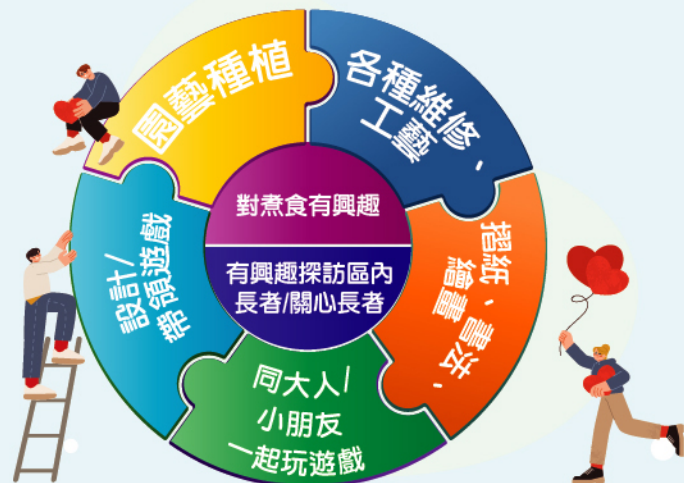 園藝種植
各種維修、
工藝
摺紙、書法、
繪畫
同大人/
小朋友
一起玩遊戲
設計/
帶領遊戲
對煮食有興趣
有興趣探訪區內
長者/關心長者